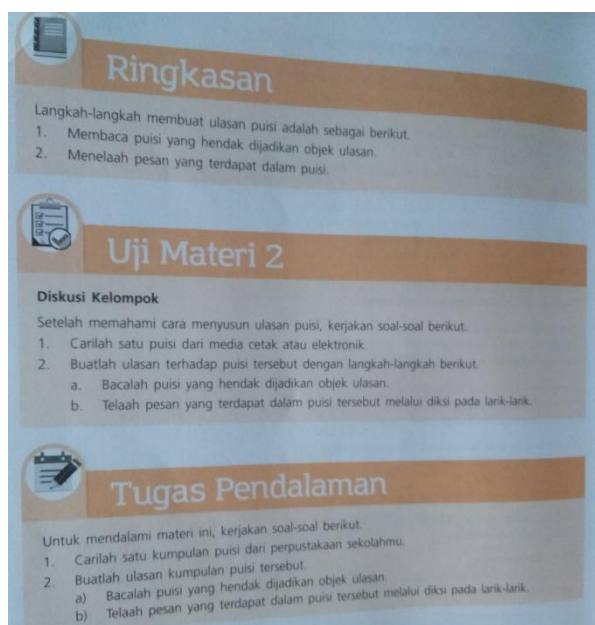 Ringkasan
Langkah-langkah membuat ulasan puisi adalah sebagai berikut.
1. Membaca puisi yang hendak dijadikan objek ulasan.
2. Menelaah pesan yang terdapat dalam puisi.
Uji Materi 2
Diskusi Kelompok
Setelah memahami cara menyusun ulasan puisi, kerjakan soal-soal berikut.
1. Carilah satu puisi dari media cetak atau elektronik.
2. Buatlah ulasan terhadap puisi tersebut dengan langkah-langkah berikut.
a. Bacalah puisi yang hendak dijadikan objek ulasan.
b. Telaah pesan yang terdapat dalam puisi tersebut melalui diksi pada larik-larik.
Tugas Pendalaman
Untuk mendalami materi ini, kerjakan soal-soal berikut.
1. Carilah satu kumpulan puisi dari perpustakaan sekolahmu.
2. Buatlah ulasan kumpulan puisi tersebut.
a) Bacalah puisi yang hendak dijadikan objek ulasan.
b) Telaah pesan yang terdapat dalam puisi tersebut melalui diksi pada larik-larik.